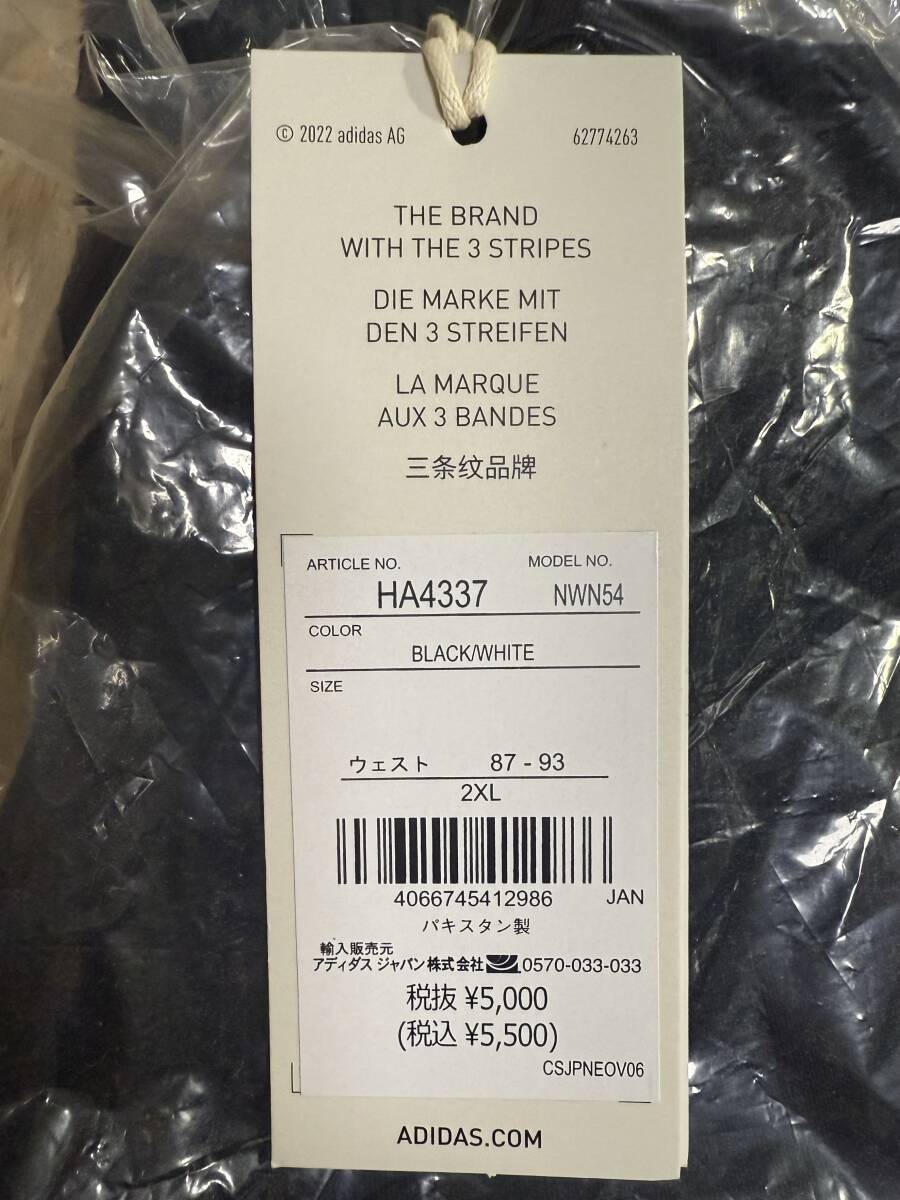 © 2022 adidas AG 62774263
THE BRAND
WITH THE 3 STRIPES
DIE MARKE MIT
DEN 3 STREIFEN
LA MARQUE
AUX 3 BANDES
三条纹品牌
ARTICLE NO. MODEL NO.
HA4337 NWN54
COLOR
BLACK/WHITE
SIZE
ウェスト 87 - 93
2XL
4066745412986 JAN
パキスタン製
輸入販売元
アディダス ジャパン株式会社 0570-033-033
税抜 ¥5,000
(税込 ¥5,500)
CSJPNEOV06
ADIDAS.COM